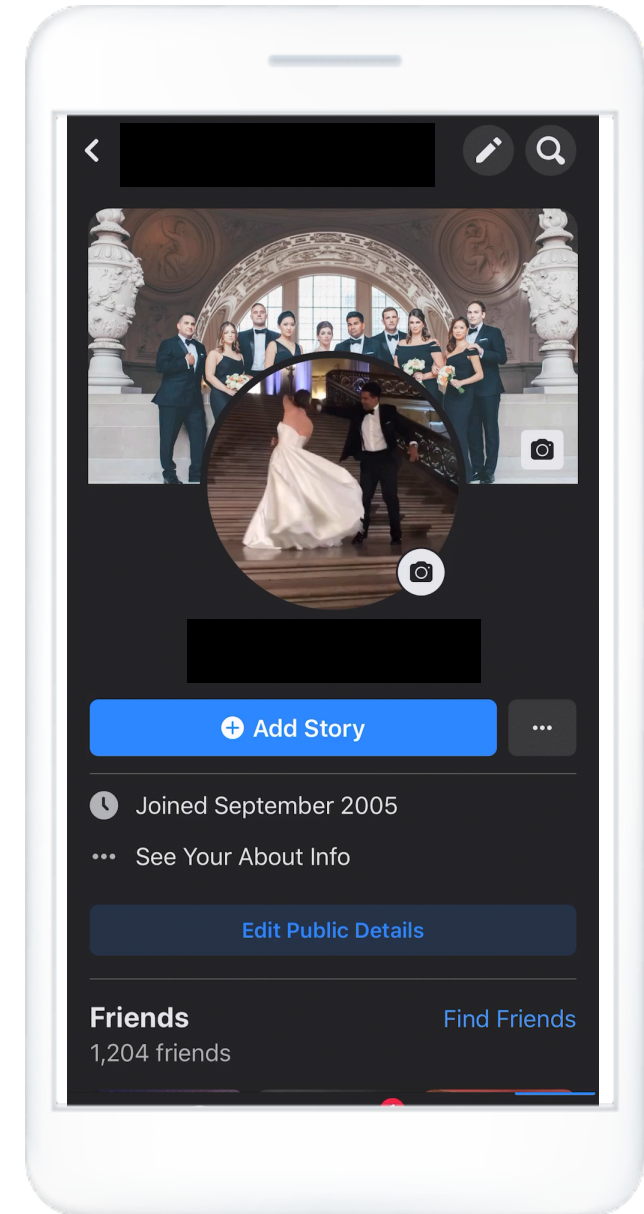 Add Story
Joined September 2005
See Your About Info
Edit Public Details
Friends
Find Friends
1,204 friends